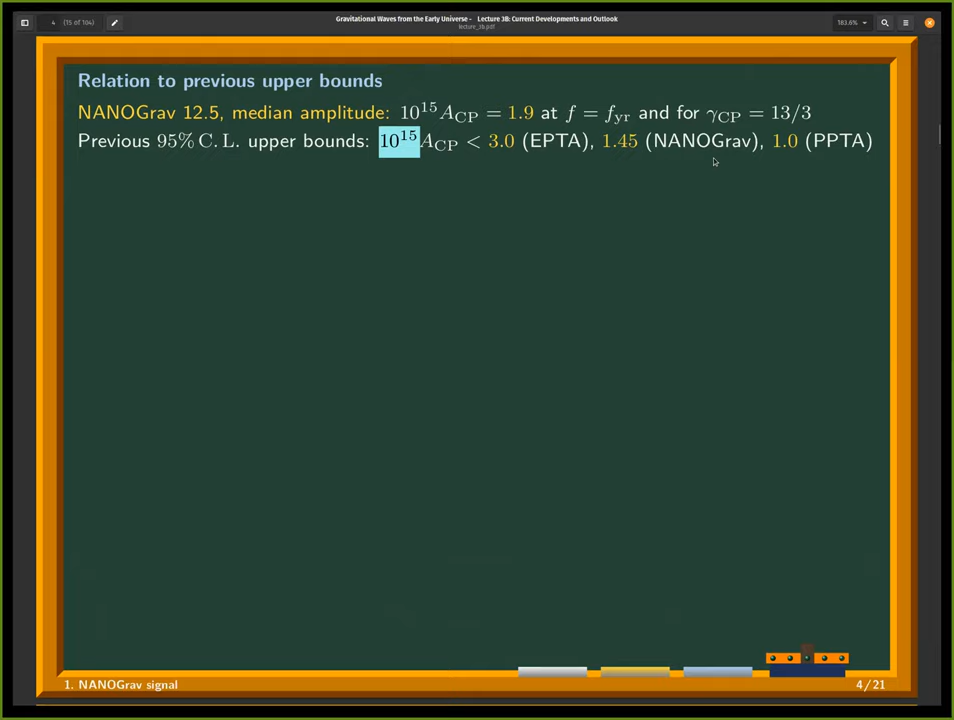 Gravitational Waves from the Early Universe - Lecture 3B: Current Developments and Outlook
lecture_3b.pdf
4 (15 of 104)
183.6%
Relation to previous upper bounds
NANOGrav 12.5, median amplitude: 10¹⁵A_CP = 1.9 at f = f_yr and for γ_CP = 13/3
Previous 95% C. L. upper bounds: 10¹⁵A_CP < 3.0 (EPTA), 1.45 (NANOGrav), 1.0 (PPTA)
1. NANOGrav signal
4/21